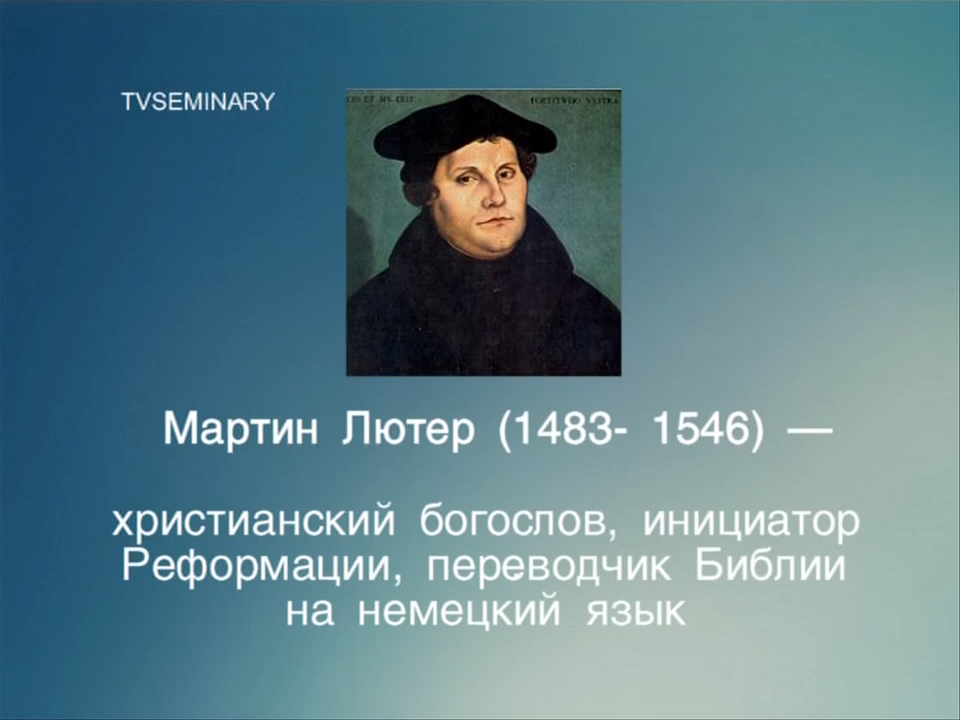 TVSEMINARY
Мартин Лютер (1483- 1546) —
христианский богослов, инициатор
Реформации, переводчик Библии
на немецкий язык